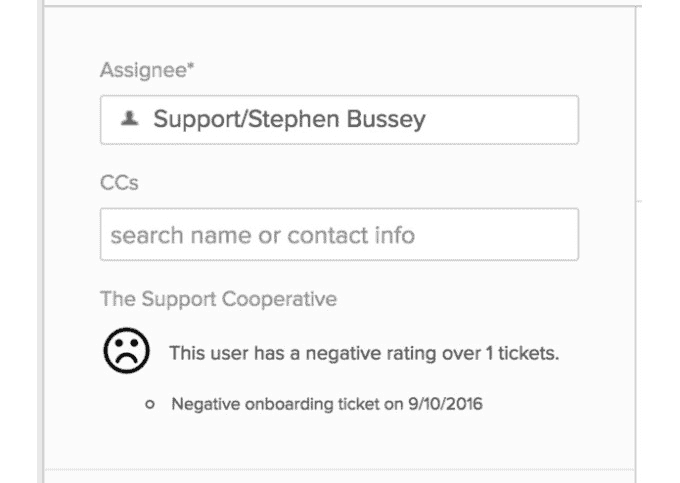 Assignee*
Support/Stephen Bussey
CCs
search name or contact info
The Support Cooperative
This user has a negative rating over 1 tickets.
Negative onboarding ticket on 9/10/2016